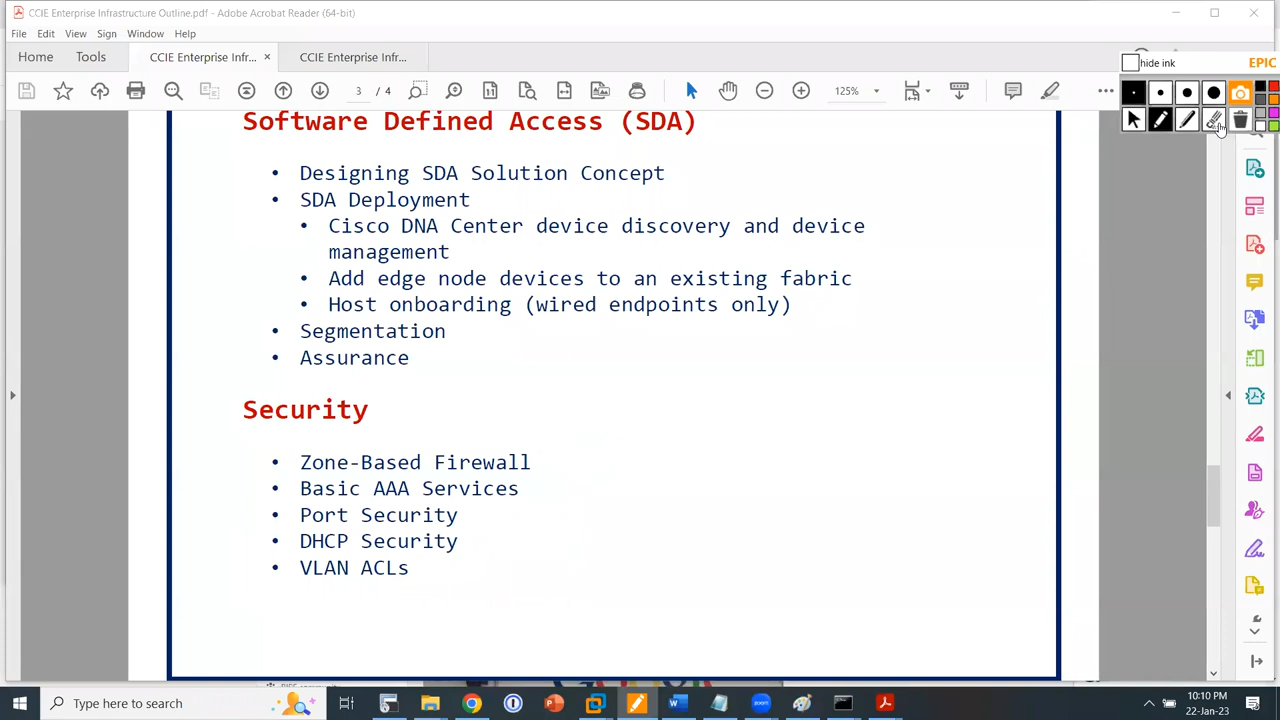 CCIE Enterprise Infrastructure Outline.pdf - Adobe Acrobat Reader (64-bit)
File Edit View Sign Window Help
hide ink EPIC
Home Tools CCIE Enterprise Infr... × CCIE Enterprise Infr...
3 / 4 125%
Software Defined Access (SDA)
• Designing SDA Solution Concept
• SDA Deployment
• Cisco DNA Center device discovery and device
management
• Add edge node devices to an existing fabric
• Host onboarding (wired endpoints only)
• Segmentation
• Assurance
Security
• Zone-Based Firewall
• Basic AAA Services
• Port Security
• DHCP Security
• VLAN ACLs
Type here to search
10:10 PM
22-Jan-23